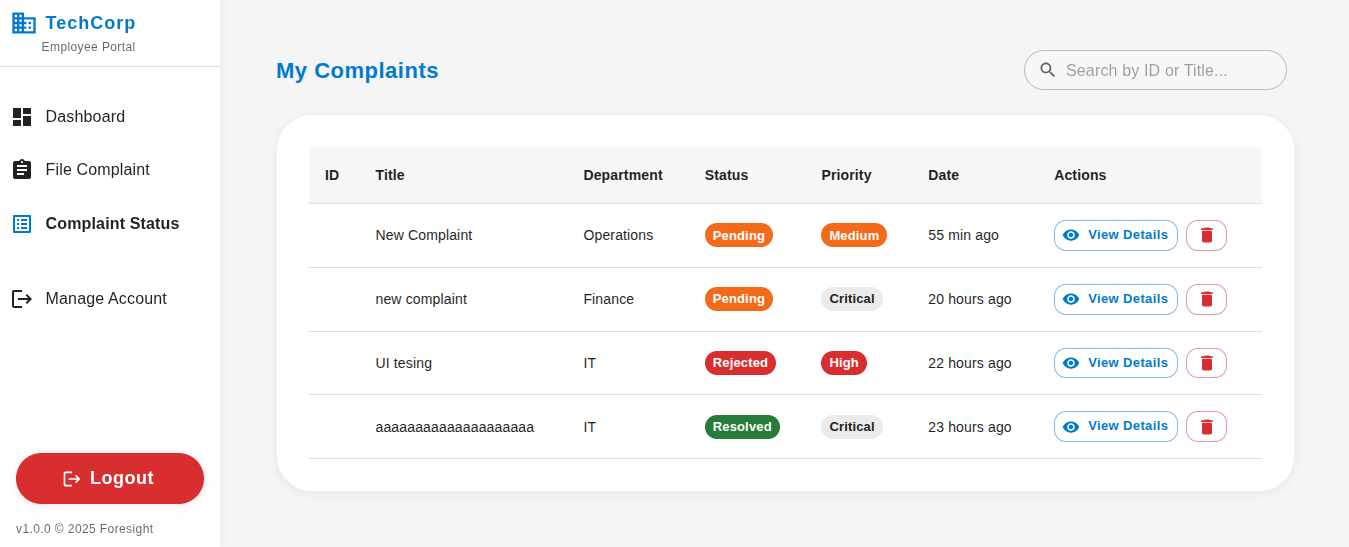 TechCorp
Employee Portal
Dashboard
File Complaint
Complaint Status
Manage Account
Logout
v1.0.0 © 2025 Foresight
My Complaints
Search by ID or Title...
ID Title Department Status Priority Date Actions
New Complaint Operations Pending Medium 55 min ago View Details
new complaint Finance Pending Critical 20 hours ago View Details
UI tesing IT Rejected High 22 hours ago View Details
aaaaaaaaaaaaaaaaaaaa IT Resolved Critical 23 hours ago View Details